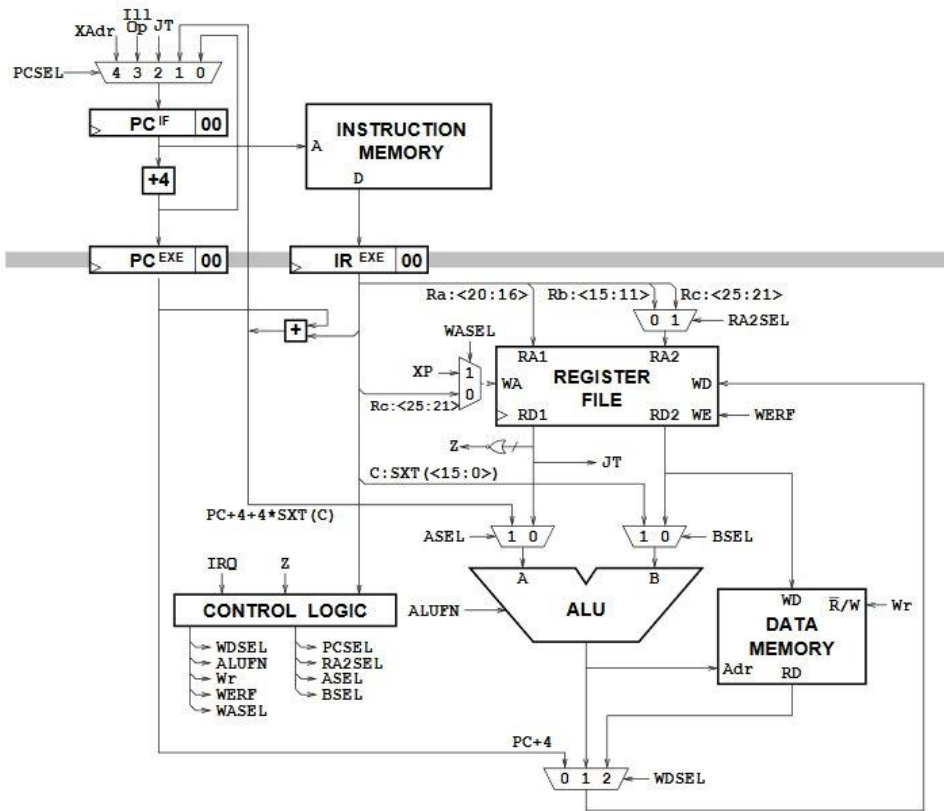 Ill
XAdr Op JT
PCSEL 4 3 2 1 0
PC IF 00
INSTRUCTION
MEMORY
A
D
+4
PC EXE 00
IR EXE 00
Ra:<20:16> Rb:<15:11> Rc:<25:21>
+
0 1 RA2SEL
WASEL
RA1 RA2
XP 1
0
WA REGISTER
FILE WD
Rc:<25:21>
RD1 RD2 WE WERF
Z
JT
C:SXT(<15:0>)
PC+4+4*SXT(C)
ASEL 1 0 1 0 BSEL
IRQ Z
A B
CONTROL LOGIC
ALUFN ALU
WD R̅/W Wr
DATA
MEMORY
Adr RD
WDSEL PCSEL
ALUFN RA2SEL
Wr ASEL
WERF BSEL
WASEL
PC+4
0 1 2 WDSEL